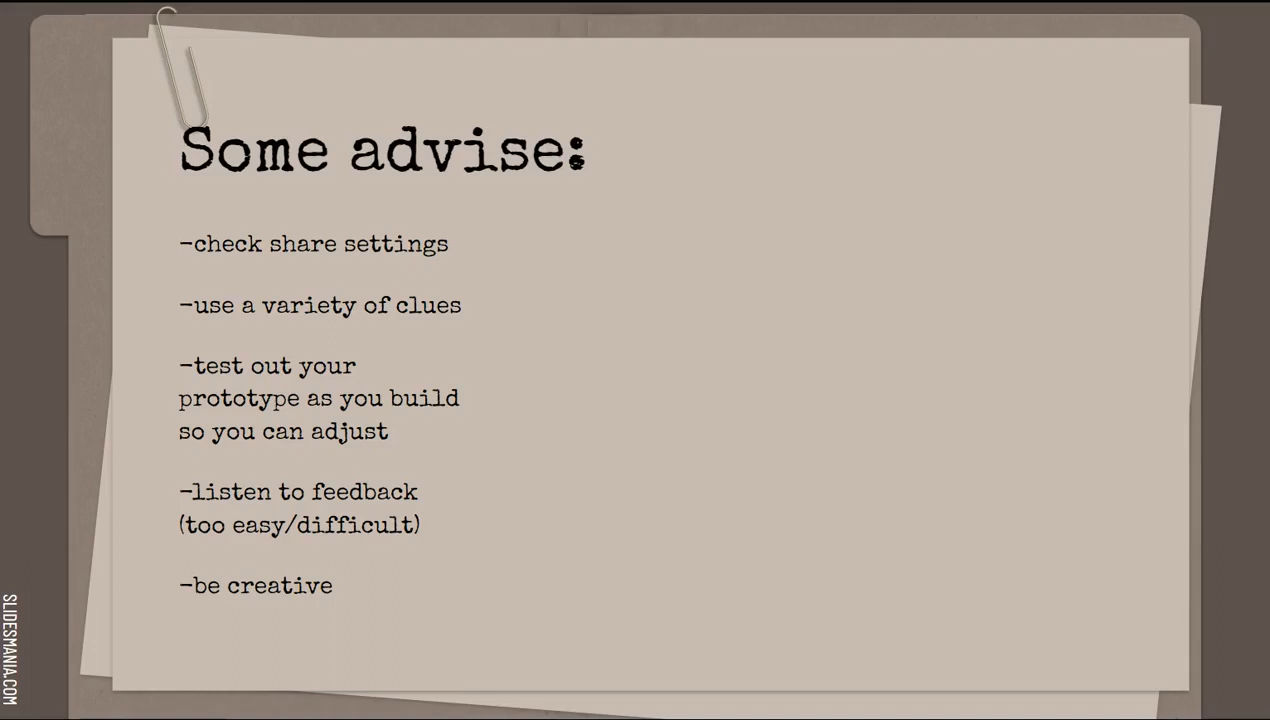 Some advise:
-check share settings
-use a variety of clues
-test out your
prototype as you build
so you can adjust
-listen to feedback
(too easy/difficult)
-be creative
SLIDESMANIA.COM